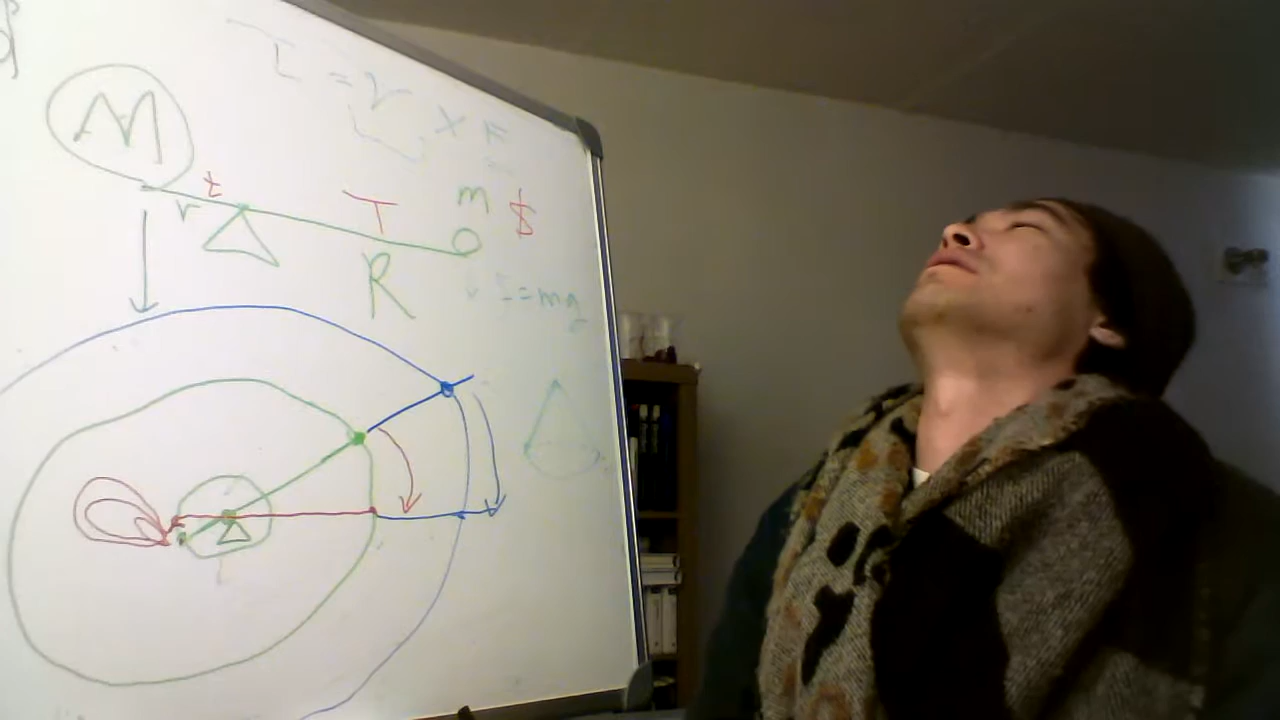 τ = r x F
M
t
r
T
R
m $
F = mg